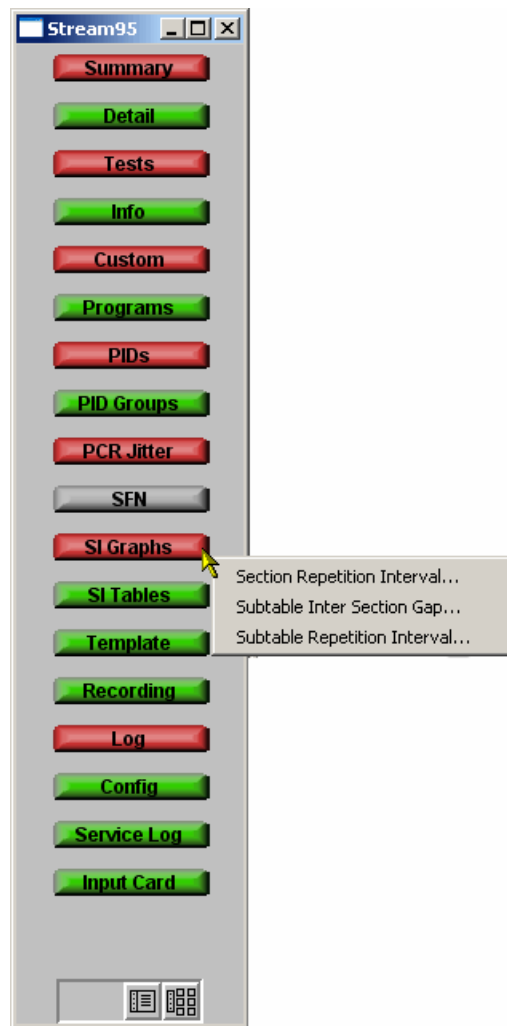 Stream95
Summary
Detail
Tests
Info
Custom
Programs
PIDs
PID Groups
PCR Jitter
SFN
SI Graphs
Section Repetition Interval...
Subtable Inter Section Gap...
Subtable Repetition Interval...
SI Tables
Template
Recording
Log
Config
Service Log
Input Card